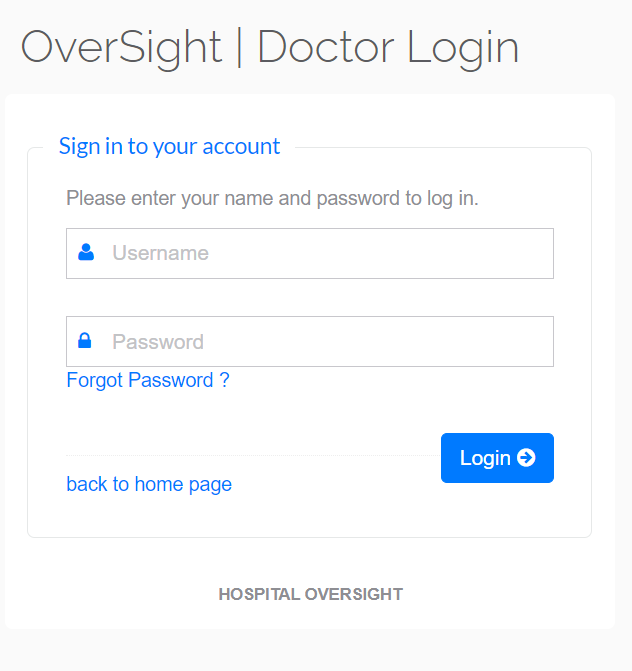 OverSight | Doctor Login
Sign in to your account
Please enter your name and password to log in.
Username
Password
Forgot Password ?
Login
back to home page
HOSPITAL OVERSIGHT